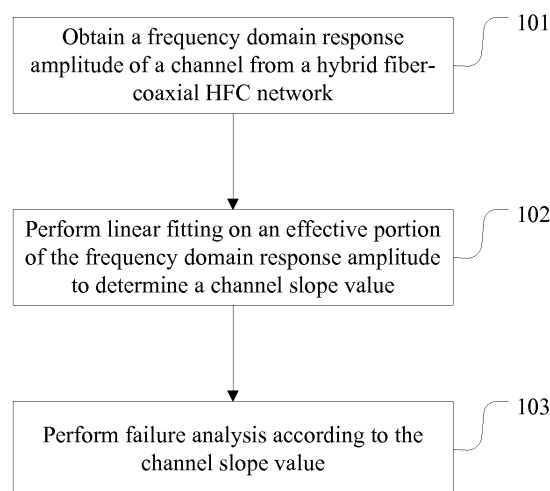 Obtain a frequency domain response
amplitude of a channel from a hybrid fiber-
coaxial HFC network
101
Perform linear fitting on an effective portion
of the frequency domain response amplitude
to determine a channel slope value
102
Perform failure analysis according to the
channel slope value
103